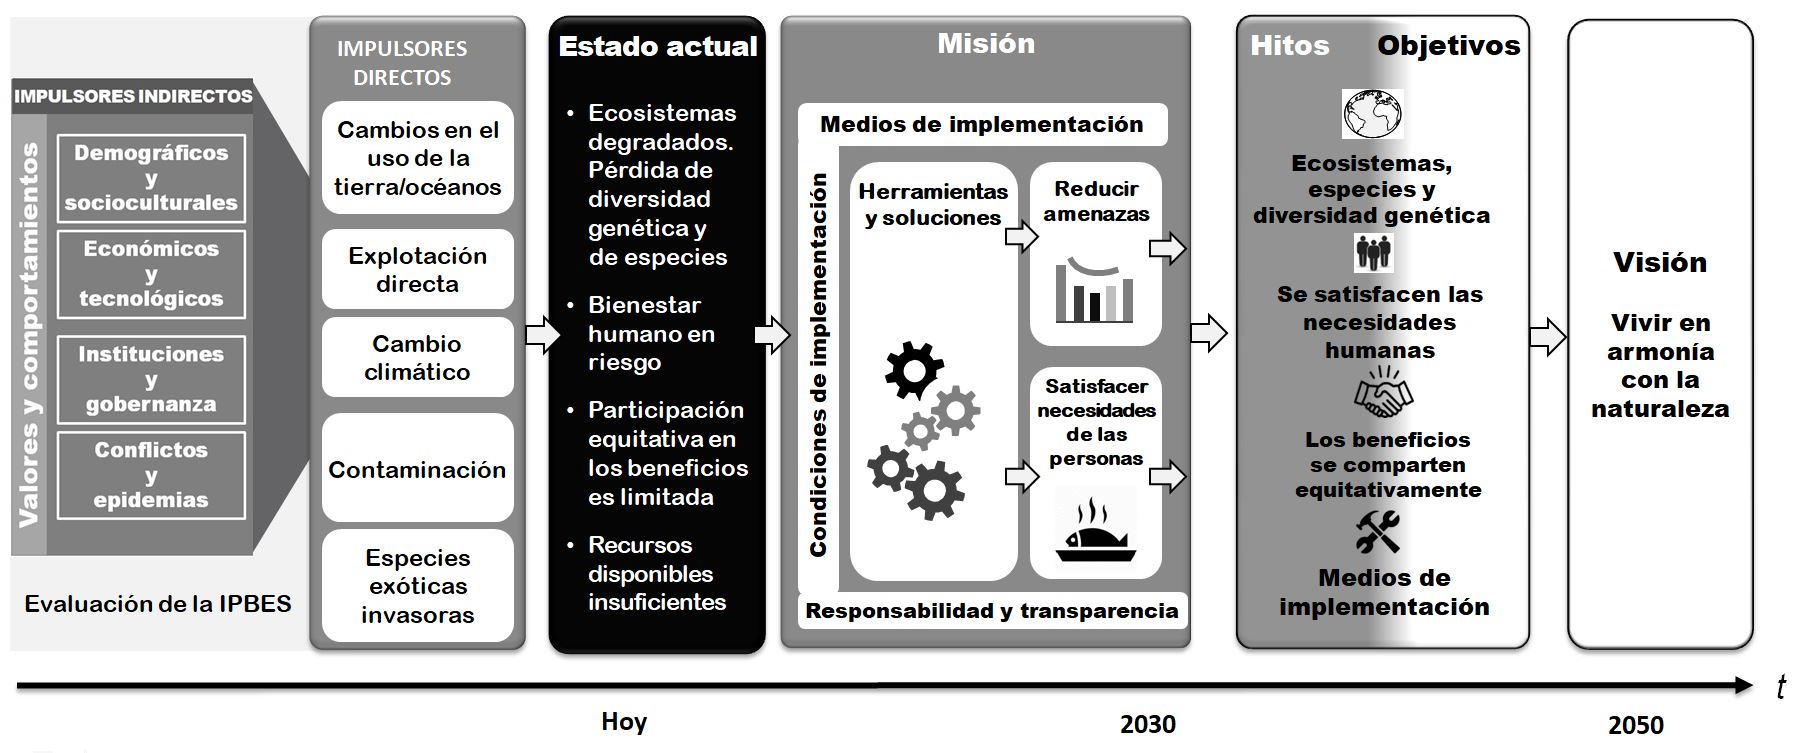 IMPULSORES INDIRECTOS
Valores y comportamientos
Demográficos
y
socioculturales
Económicos
y
tecnológicos
Instituciones
y
gobernanza
Conflictos
y
epidemias
Evaluación de la IPBES
IMPULSORES
DIRECTOS
Cambios en el
uso de la
tierra/océanos
Explotación
directa
Cambio
climático
Contaminación
Especies
exóticas
invasoras
Estado actual
• Ecosistemas
degradados.
Pérdida de
diversidad
genética y
de especies
• Bienestar
humano en
riesgo
• Participación
equitativa en
los beneficios
es limitada
• Recursos
disponibles
insuficientes
Misión
Medios de implementación
Condiciones de implementación
Herramientas
y soluciones
Reducir
amenazas
Satisfacer
necesidades
de las
personas
Responsabilidad y transparencia
Hitos Objetivos
Ecosistemas,
especies y
diversidad genética
Se satisfacen las
necesidades
humanas
Los beneficios
se comparten
equitativamente
Medios de
implementación
Visión
Vivir en
armonía
con la
naturaleza
t
Hoy
2030
2050